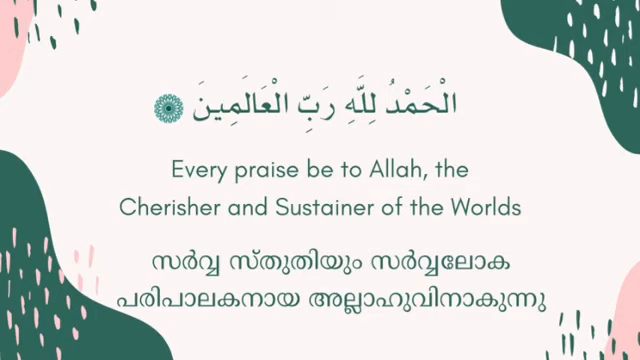 الْحَمْدُ لِلَّهِ رَبِّ الْعَالَمِينَ
Every praise be to Allah, the
Cherisher and Sustainer of the Worlds
സർവ്വ സ്തുതിയും സർവ്വലോക
പരിപാലകനായ അല്ലാഹുവിനാകുന്നു